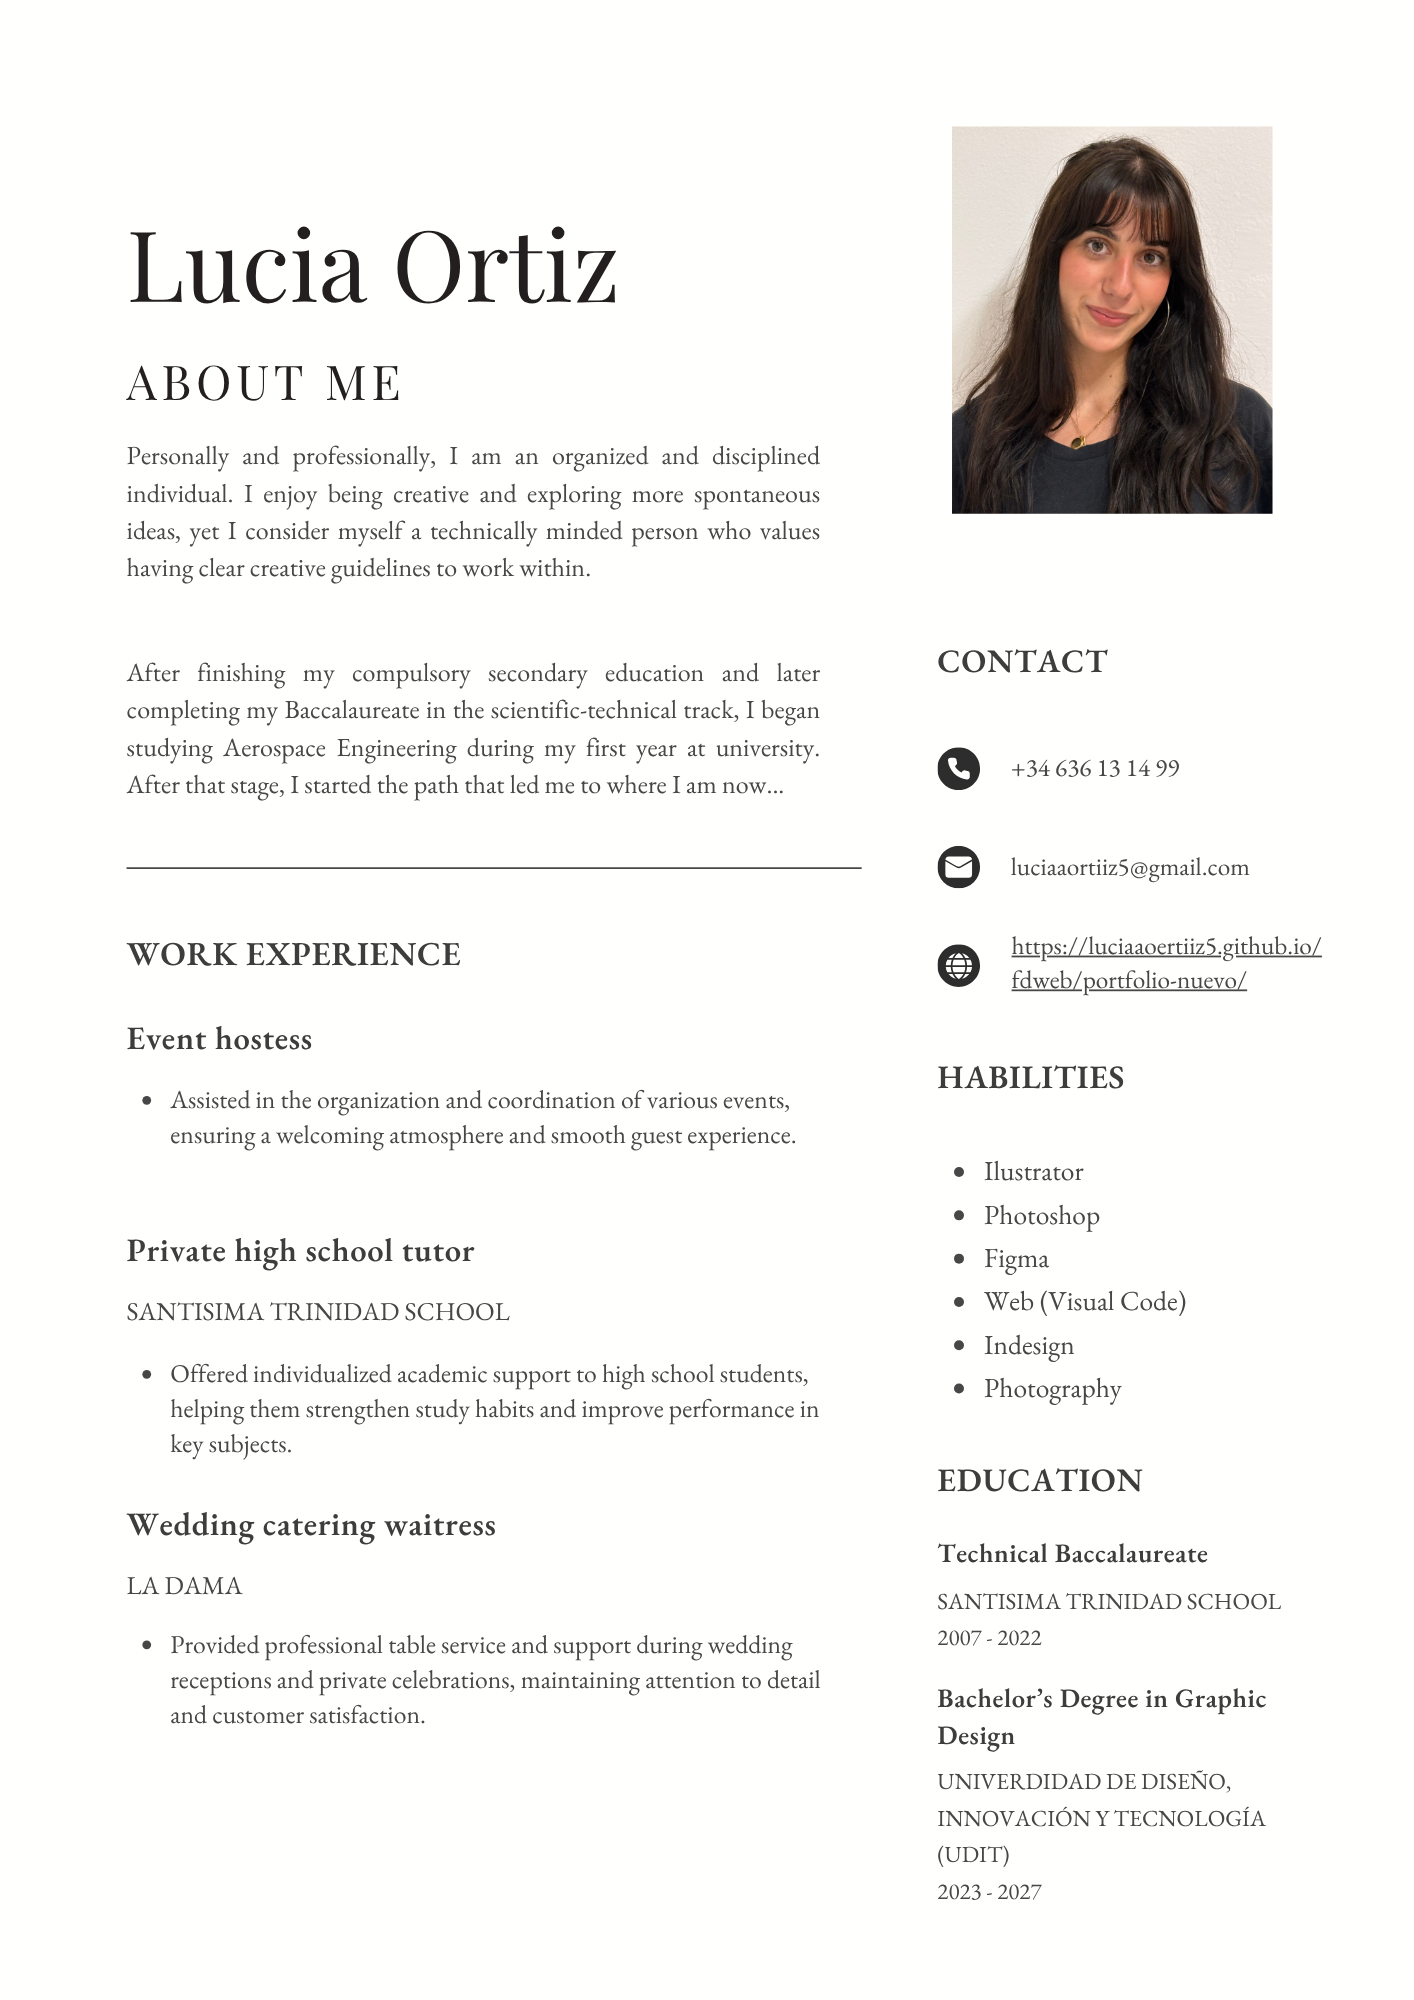 Lucia Ortiz
ABOUT ME
Personally and professionally, I am an organized and disciplined
individual. I enjoy being creative and exploring more spontaneous
ideas, yet I consider myself a technically minded person who values
having clear creative guidelines to work within.
After finishing my compulsory secondary education and later
completing my Baccalaureate in the scientific-technical track, I began
studying Aerospace Engineering during my first year at university.
After that stage, I started the path that led me to where I am now...
WORK EXPERIENCE
Event hostess
• Assisted in the organization and coordination of various events,
ensuring a welcoming atmosphere and smooth guest experience.
Private high school tutor
SANTISIMA TRINIDAD SCHOOL
• Offered individualized academic support to high school students,
helping them strengthen study habits and improve performance in
key subjects.
Wedding catering waitress
LA DAMA
• Provided professional table service and support during wedding
receptions and private celebrations, maintaining attention to detail
and customer satisfaction.
CONTACT
+34 636 13 14 99
luciaaortiiz5@gmail.com
https://luciaaoertiiz5.github.io/
fdweb/portfolio-nuevo/
HABILITIES
• Ilustrator
• Photoshop
• Figma
• Web (Visual Code)
• Indesign
• Photography
EDUCATION
Technical Baccalaureate
SANTISIMA TRINIDAD SCHOOL
2007 - 2022
Bachelor’s Degree in Graphic
Design
UNIVERDIDAD DE DISEÑO,
INNOVACIÓN Y TECNOLOGÍA
(UDIT)
2023 - 2027